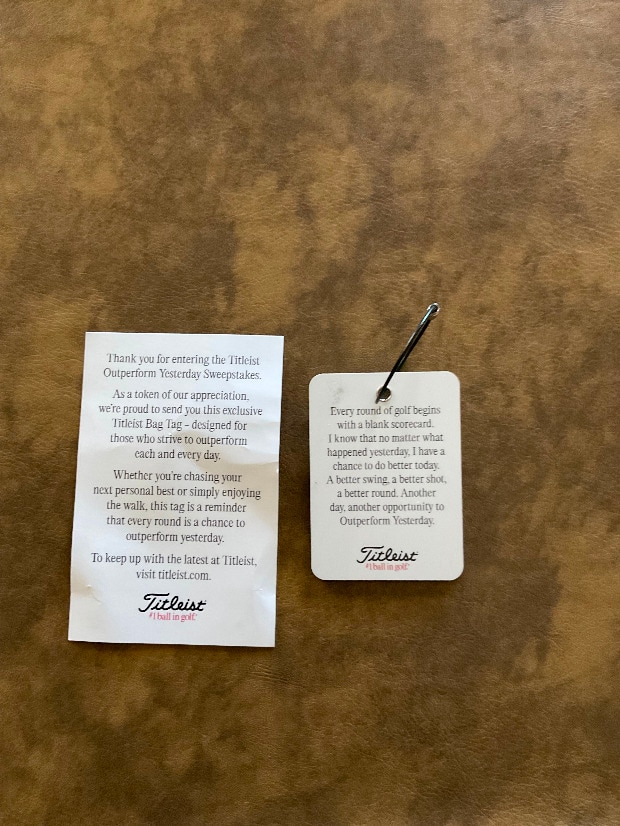 Thank you for entering the Titleist
Outperform Yesterday Sweepstakes.
As a token of our appreciation,
we're proud to send you this exclusive
Titleist Bag Tag – designed for
those who strive to outperform
each and every day.
Whether you're chasing your
next personal best or simply enjoying
the walk, this tag is a reminder
that every round is a chance to
outperform yesterday.
To keep up with the latest at Titleist,
visit titleist.com.
Titleist
#1 ball in golf.
Every round of golf begins
with a blank scorecard.
I know that no matter what
happened yesterday, I have a
chance to do better today.
A better swing, a better shot,
a better round. Another
day, another opportunity to
Outperform Yesterday.
Titleist
#1 ball in golf.